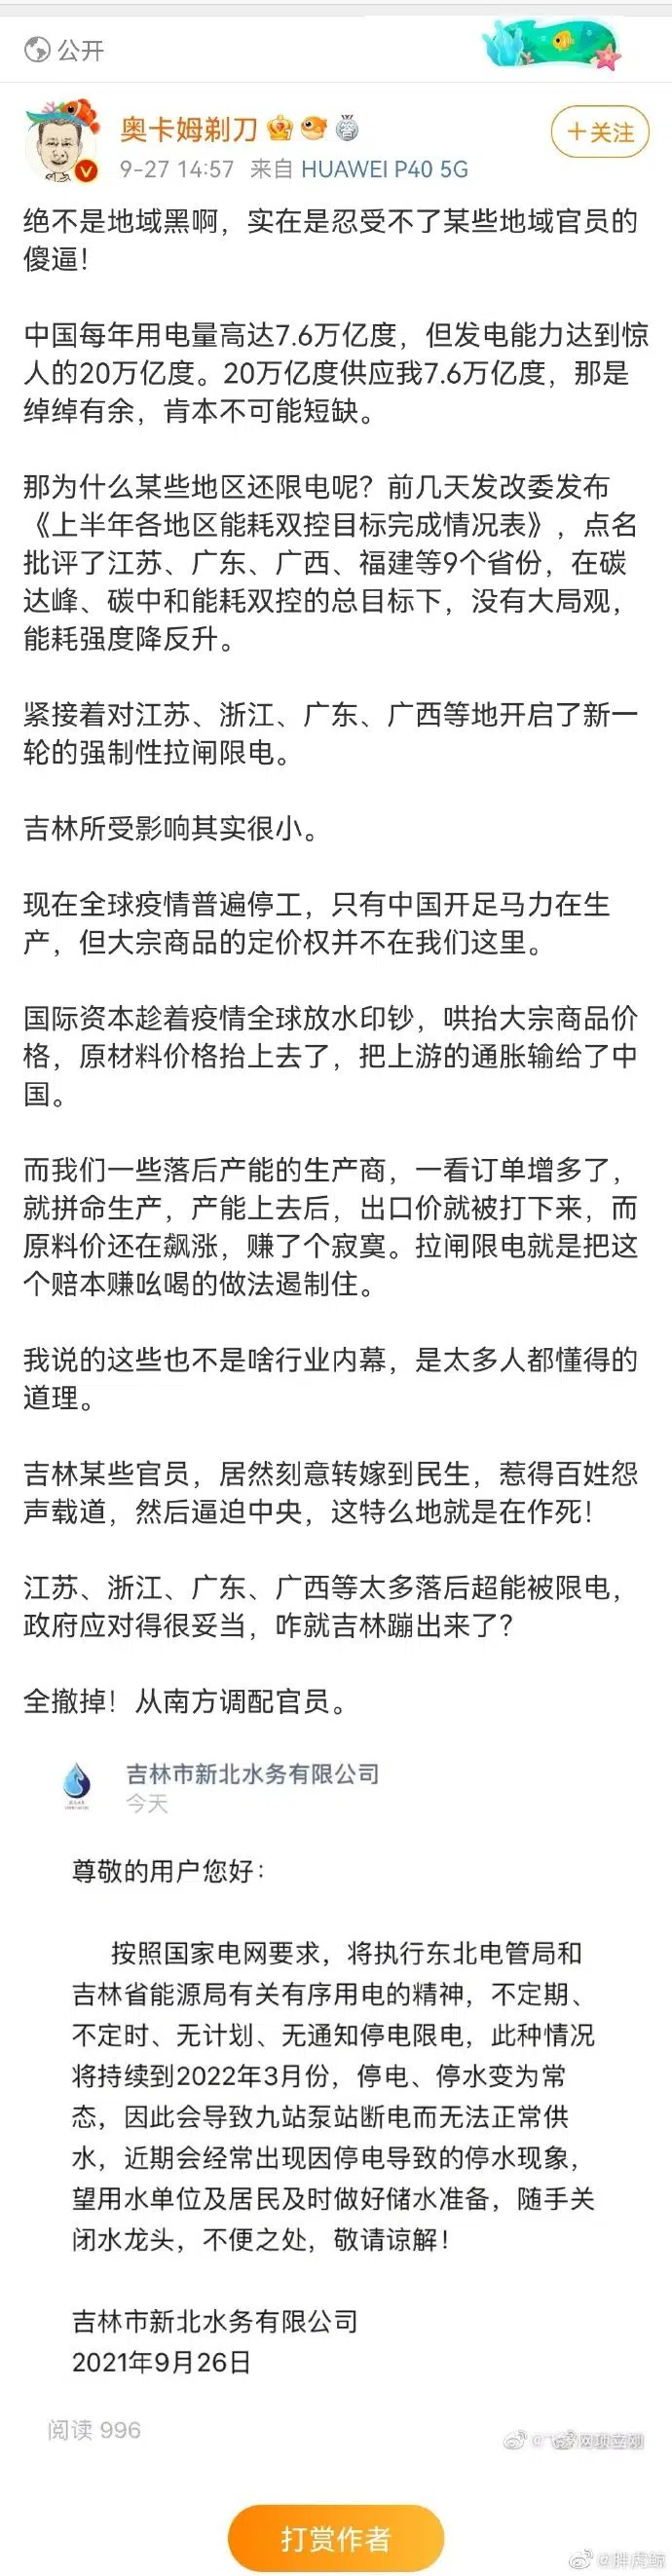 公开
奥卡姆剃刀
+关注
9-27 14:57 来自 HUAWEI P40 5G
绝不是地域黑啊，实在是忍受不了某些地域官员的
傻逼！
中国每年用电量高达7.6万亿度，但发电能力达到惊
人的20万亿度。20万亿度供应我7.6万亿度，那是
绰绰有余，肯本不可能短缺。
那为什么某些地区还限电呢？前几天发改委发布
《上半年各地区能耗双控目标完成情况表》，点名
批评了江苏、广东、广西、福建等9个省份，在碳
达峰、碳中和能耗双控的总目标下，没有大局观，
能耗强度降反升。
紧接着对江苏、浙江、广东、广西等地开启了新一
轮的强制性拉闸限电。
吉林所受影响其实很小。
现在全球疫情普遍停工，只有中国开足马力在生
产，但大宗商品的定价权并不在我们这里。
国际资本趁着疫情全球放水印钞，哄抬大宗商品价
格，原材料价格抬上去了，把上游的通胀输给了中
国。
而我们一些落后产能的生产商，一看订单增多了，
就拼命生产，产能上去后，出口价就被打下来，而
原料价还在飙涨，赚了个寂寞。拉闸限电就是把这
个赔本赚吆喝的做法遏制住。
我说的这些也不是啥行业内幕，是太多人都懂得的
道理。
吉林某些官员，居然刻意转嫁到民生，惹得百姓怨
声载道，然后逼迫中央，这特么地就是在作死！
江苏、浙江、广东、广西等太多落后超能被限电，
政府应对得很妥当，咋就吉林蹦出来了？
全撤掉！从南方调配官员。
吉林市新北水务有限公司
今天
尊敬的用户您好：
按照国家电网要求，将执行东北电管局和
吉林省能源局有关有序用电的精神，不定期、
不定时、无计划、无通知停电限电，此种情况
将持续到2022年3月份，停电、停水变为常
态，因此会导致九站泵站断电而无法正常供
水，近期会经常出现因停电导致的停水现象，
望用水单位及居民及时做好储水准备，随手关
闭水龙头，不便之处，敬请谅解！
吉林市新北水务有限公司
2021年9月26日
阅读 996
打赏作者
@胖虎鲸